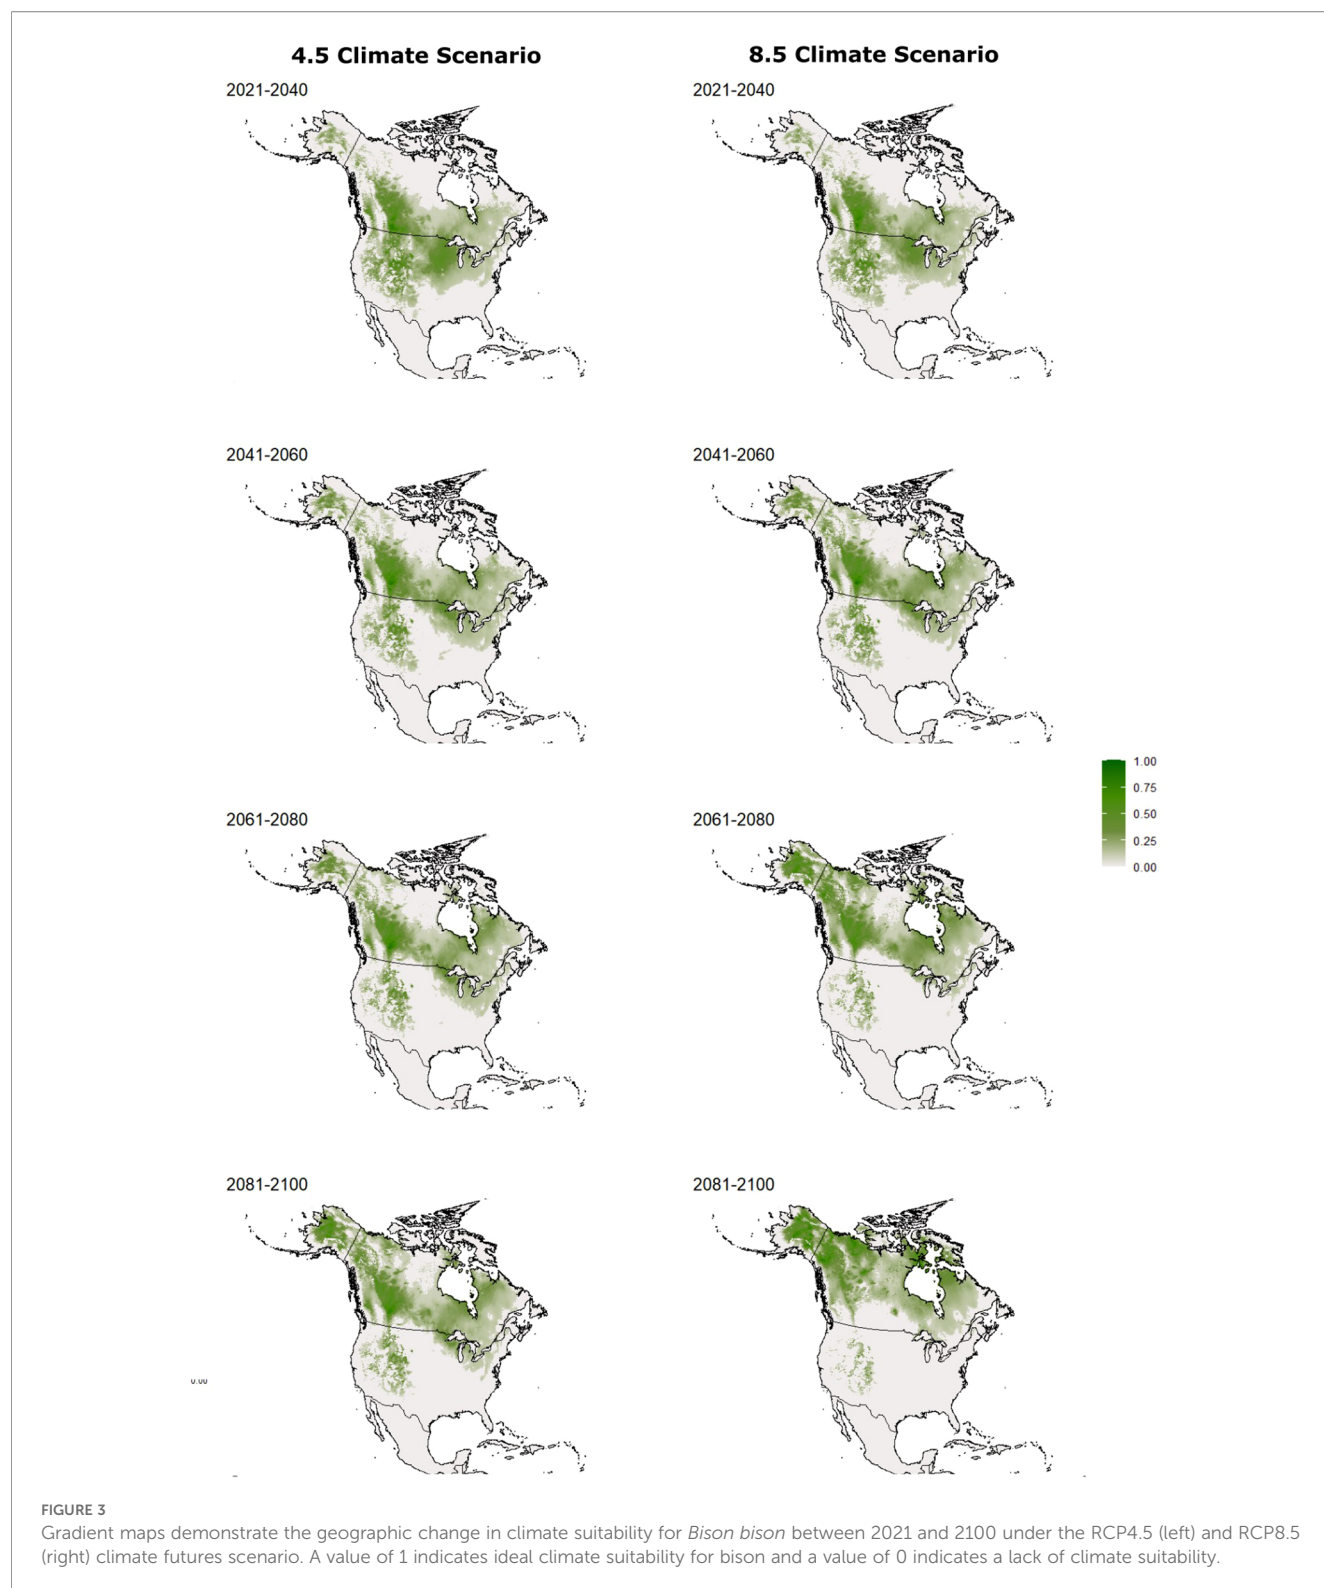 4.5 Climate Scenario
8.5 Climate Scenario
2021-2040
2021-2040
2041-2060
2041-2060
1.00
0.75
0.50
0.25
0.00
2061-2080
2061-2080
2081-2100
2081-2100
0.00
FIGURE 3
Gradient maps demonstrate the geographic change in climate suitability for Bison bison between 2021 and 2100 under the RCP4.5 (left) and RCP8.5
(right) climate futures scenario. A value of 1 indicates ideal climate suitability for bison and a value of 0 indicates a lack of climate suitability.